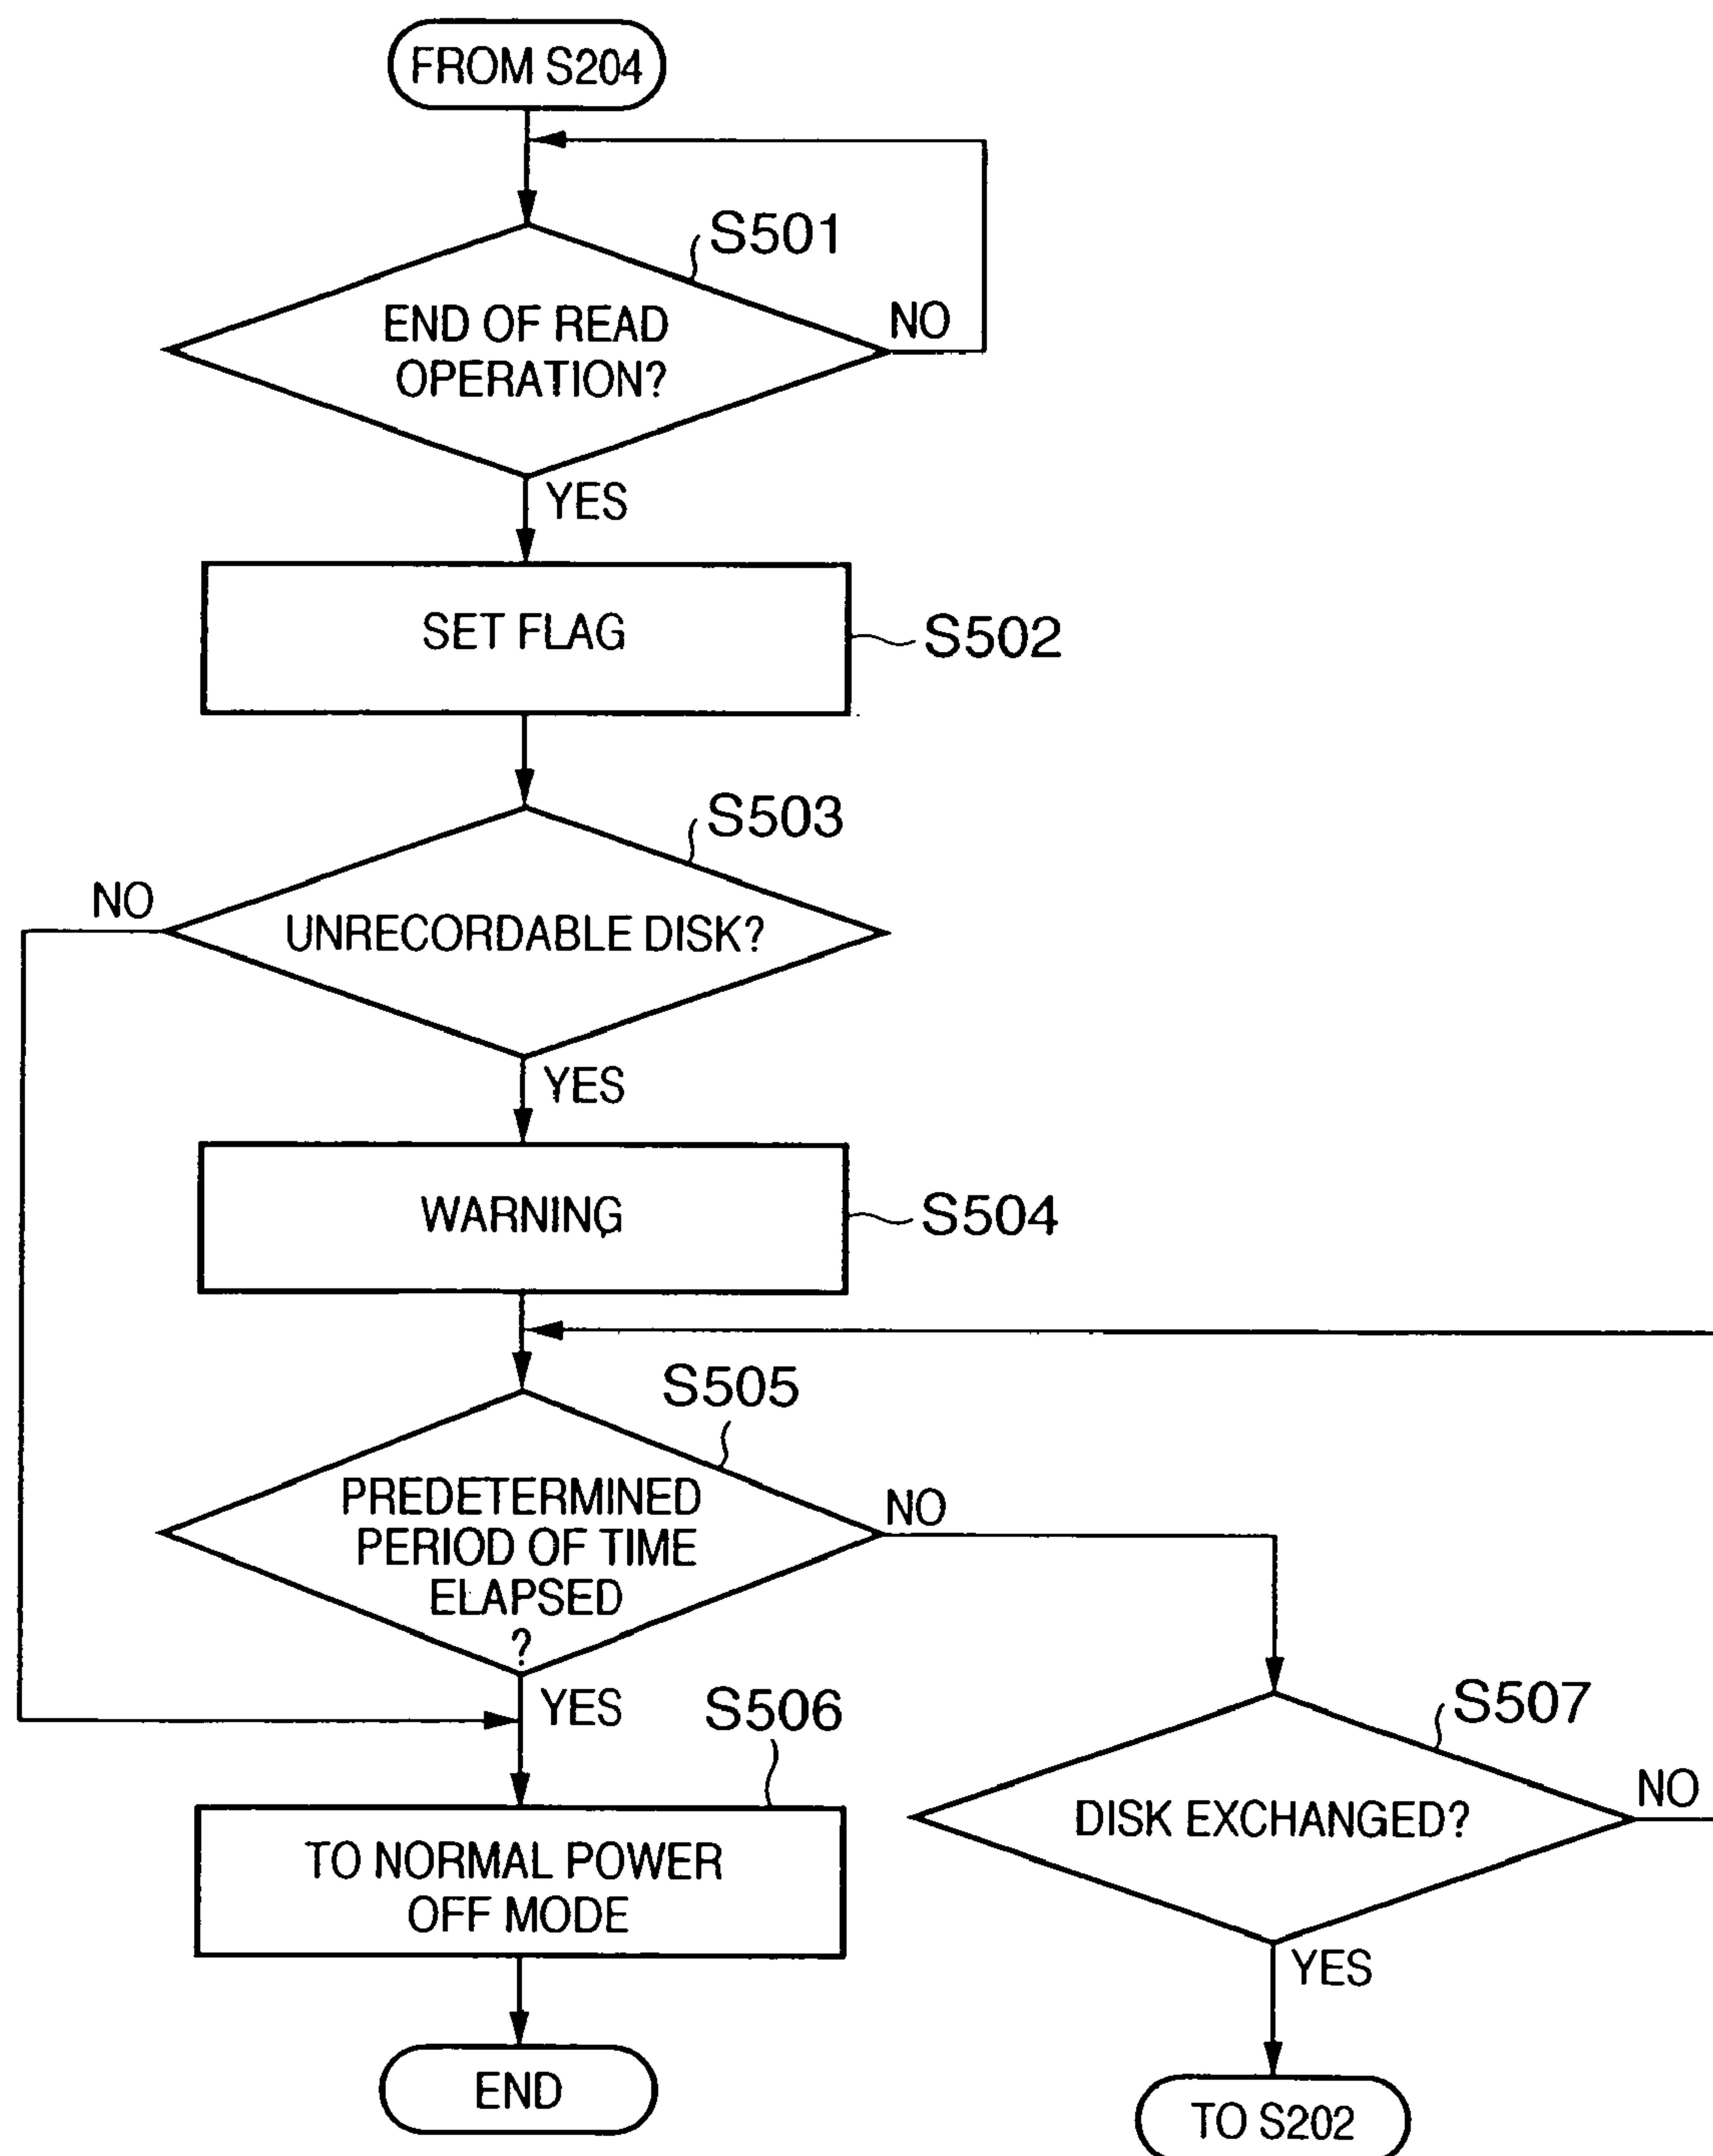 FROM S204
S501
END OF READ
OPERATION?
NO
YES
SET FLAG
S502
S503
NO
UNRECORDABLE DISK?
YES
WARNING
S504
S505
PREDETERMINED
PERIOD OF TIME
ELAPSED
?
NO
YES
S506
S507
TO NORMAL POWER
OFF MODE
DISK EXCHANGED?
NO
YES
END
TO S202